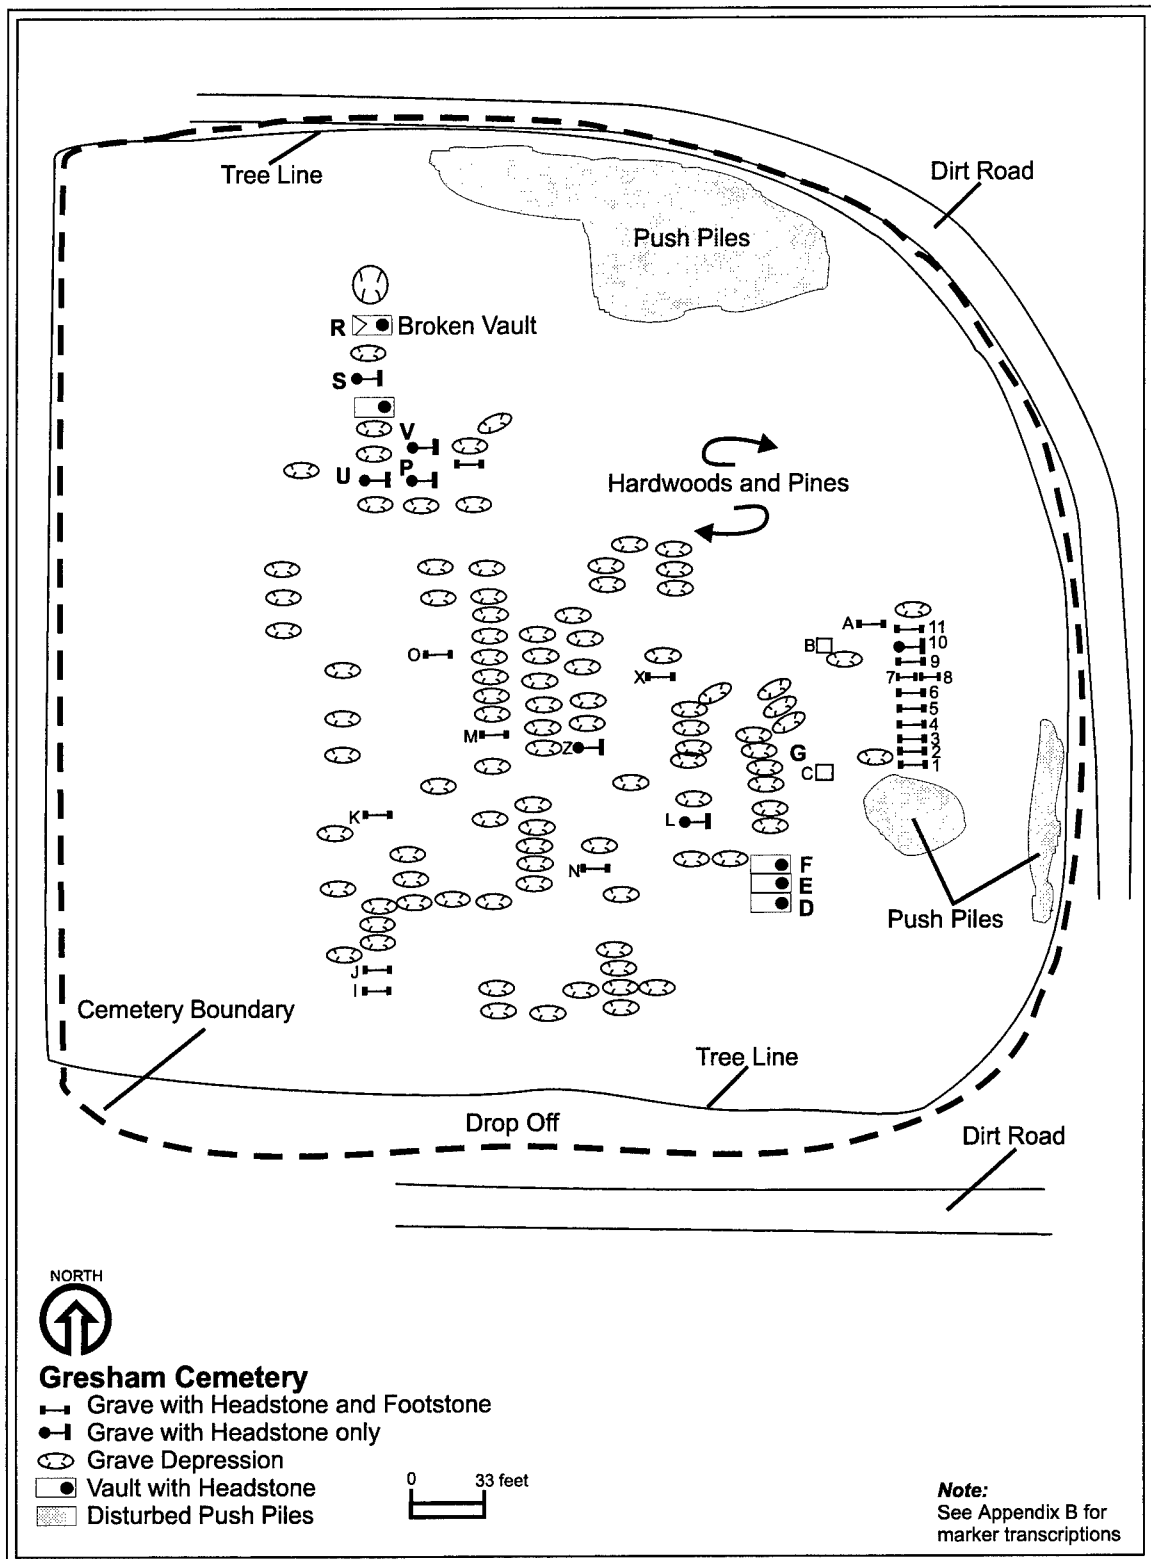 Tree Line
Dirt Road
Push Piles
R
Broken Vault
S
V
U
P
Hardwoods and Pines
A
11
B
10
9
O
7
8
X
6
5
4
M
3
Z
G
2
C
1
K
L
F
N
E
D
Push Piles
J
I
Cemetery Boundary
Tree Line
Drop Off
Dirt Road
NORTH
Gresham Cemetery
Grave with Headstone and Footstone
Grave with Headstone only
Grave Depression
Vault with Headstone
Disturbed Push Piles
0 33 feet
Note:
See Appendix B for
marker transcriptions